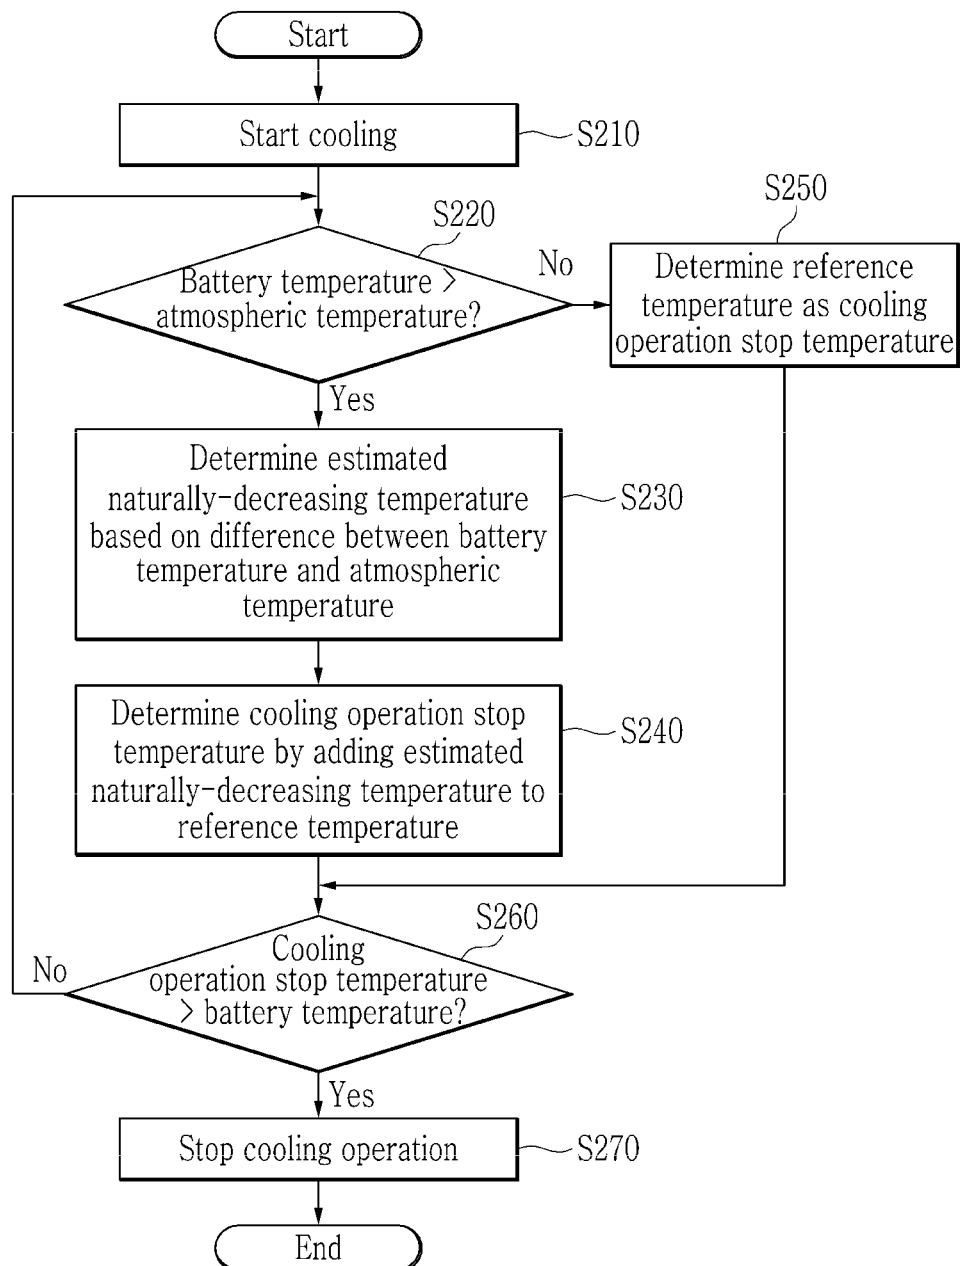 Start
Start cooling
S210
S220
Battery temperature >
atmospheric temperature?
No
S250
Determine reference
temperature as cooling
operation stop temperature
Yes
Determine estimated
naturally-decreasing temperature
based on difference between battery
temperature and atmospheric
temperature
S230
Determine cooling operation stop
temperature by adding estimated
naturally-decreasing temperature to
reference temperature
S240
S260
Cooling
operation stop temperature
> battery temperature?
No
Yes
Stop cooling operation
S270
End